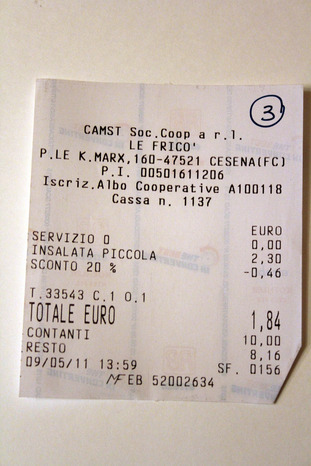 3
CAMST Soc.Coop a r.l.
LE FRICO'
P.LE K.MARX,160-47521 CESENA(FC)
P.I. 00501611206
Iscriz.Albo Cooperative A100118
Cassa n. 1137
EURO
SERVIZIO 0 0,00
INSALATA PICCOLA 2,30
SCONTO 20 % -0,46
T.33543 C.1 O.1
TOTALE EURO 1,84
CONTANTI 10,00
RESTO 8,16
09/05/11 13:59 SF. 0156
MF EB 52002634